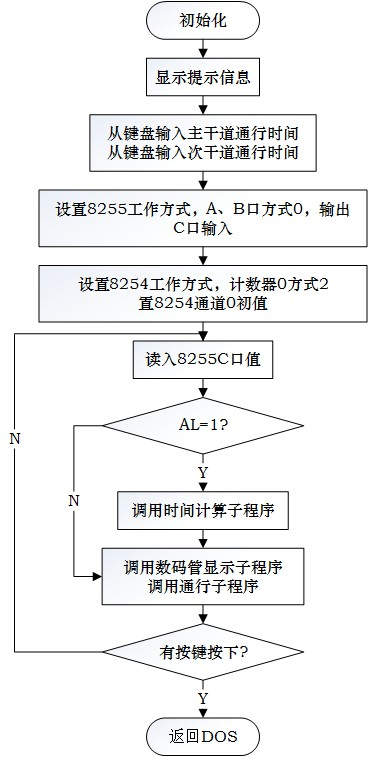 初始化
显示提示信息
从键盘输入主干道通行时间
从键盘输入次干道通行时间
设置8255工作方式，A、B口方式0，输出
C口输入
设置8254工作方式，计数器0方式2
置8254通道0初值
读入8255C口值
AL=1?
N
Y
N
调用时间计算子程序
调用数码管显示子程序
调用通行子程序
有按键按下?
Y
返回DOS